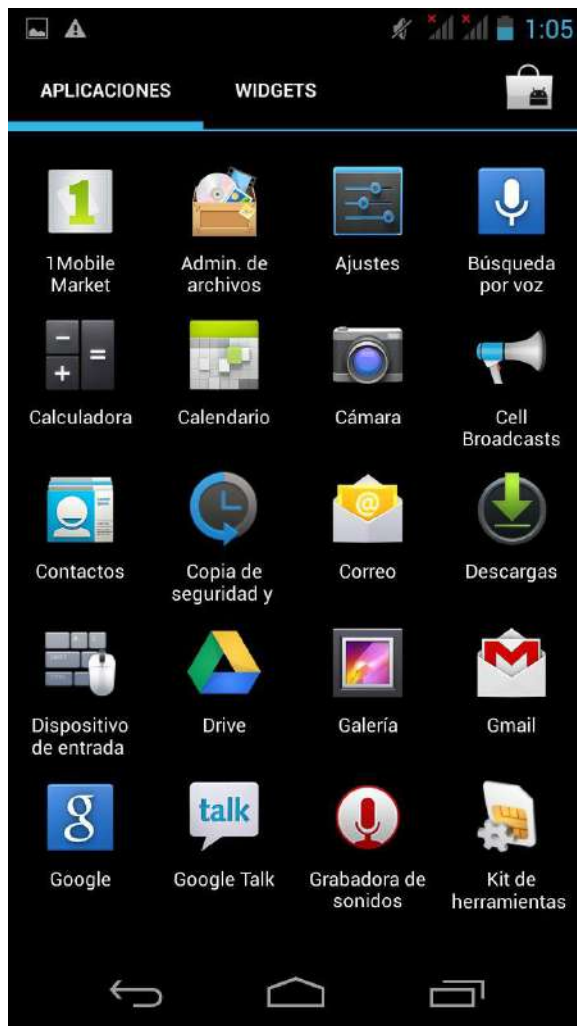 1:05
APLICACIONES WIDGETS
1
1Mobile
Market
Admin. de
archivos
Ajustes
Búsqueda
por voz
Calculadora
Calendario
Cámara
Cell
Broadcasts
@
Contactos
Copia de
seguridad y
Correo
Descargas
Dispositivo
de entrada
Drive
Galería
Gmail
g
talk
Google
Google Talk
Grabadora de
sonidos
Kit de
herramientas